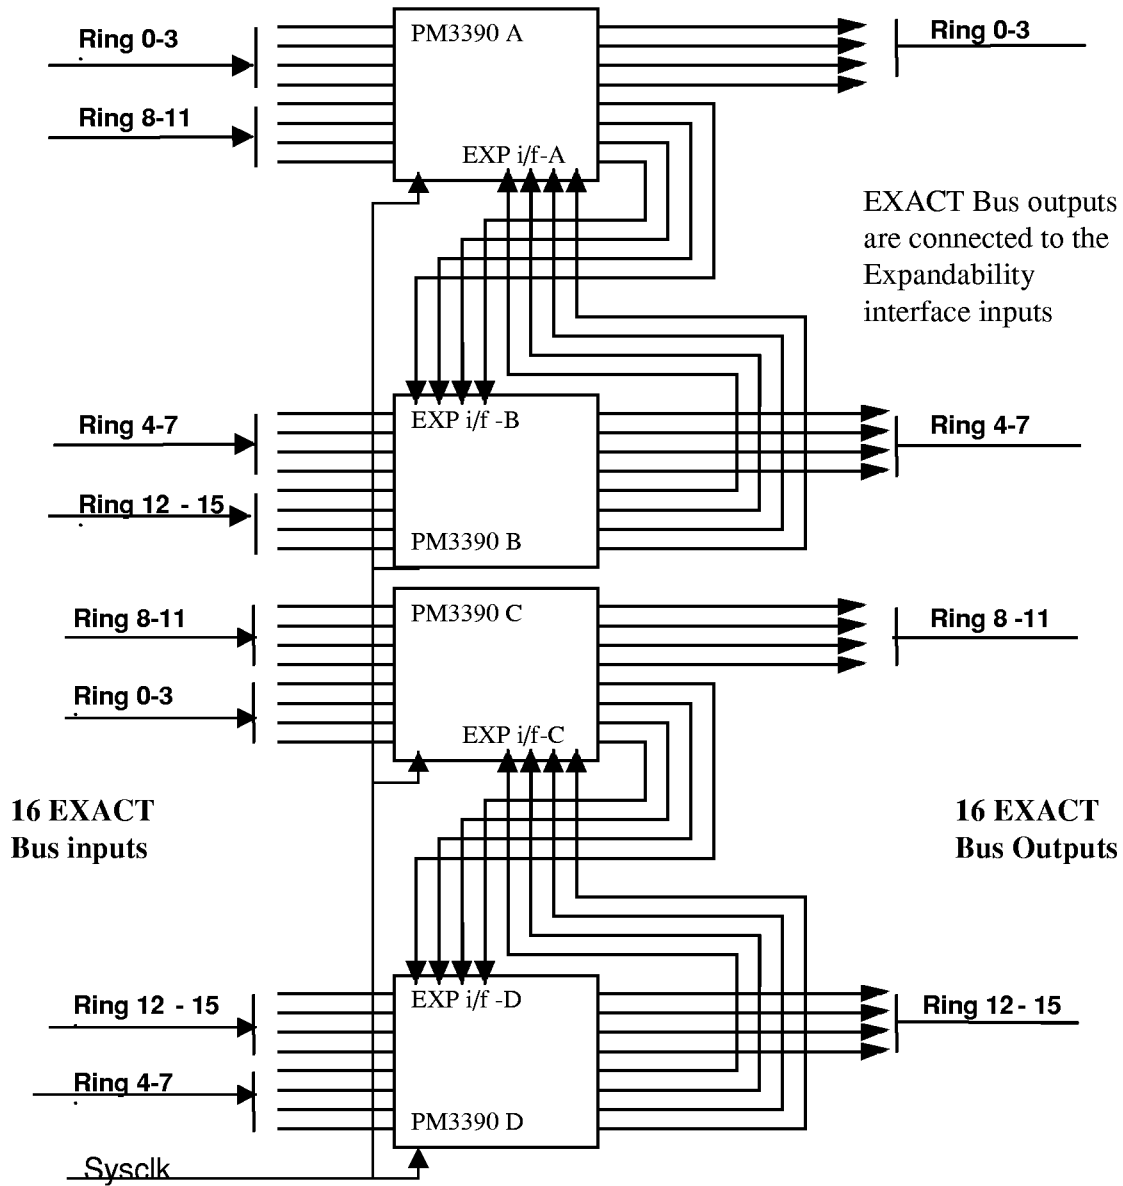 Ring 0-3
PM3390 A
Ring 0-3
Ring 8-11
EXP i/f-A
EXACT Bus outputs
are connected to the
Expandability
interface inputs
Ring 4-7
EXP i/f -B
Ring 4-7
Ring 12 - 15
PM3390 B
Ring 8-11
PM3390 C
Ring 8 -11
Ring 0-3
EXP i/f-C
16 EXACT
Bus inputs
16 EXACT
Bus Outputs
Ring 12 - 15
EXP i/f -D
Ring 12 - 15
Ring 4-7
PM3390 D
Sysclk